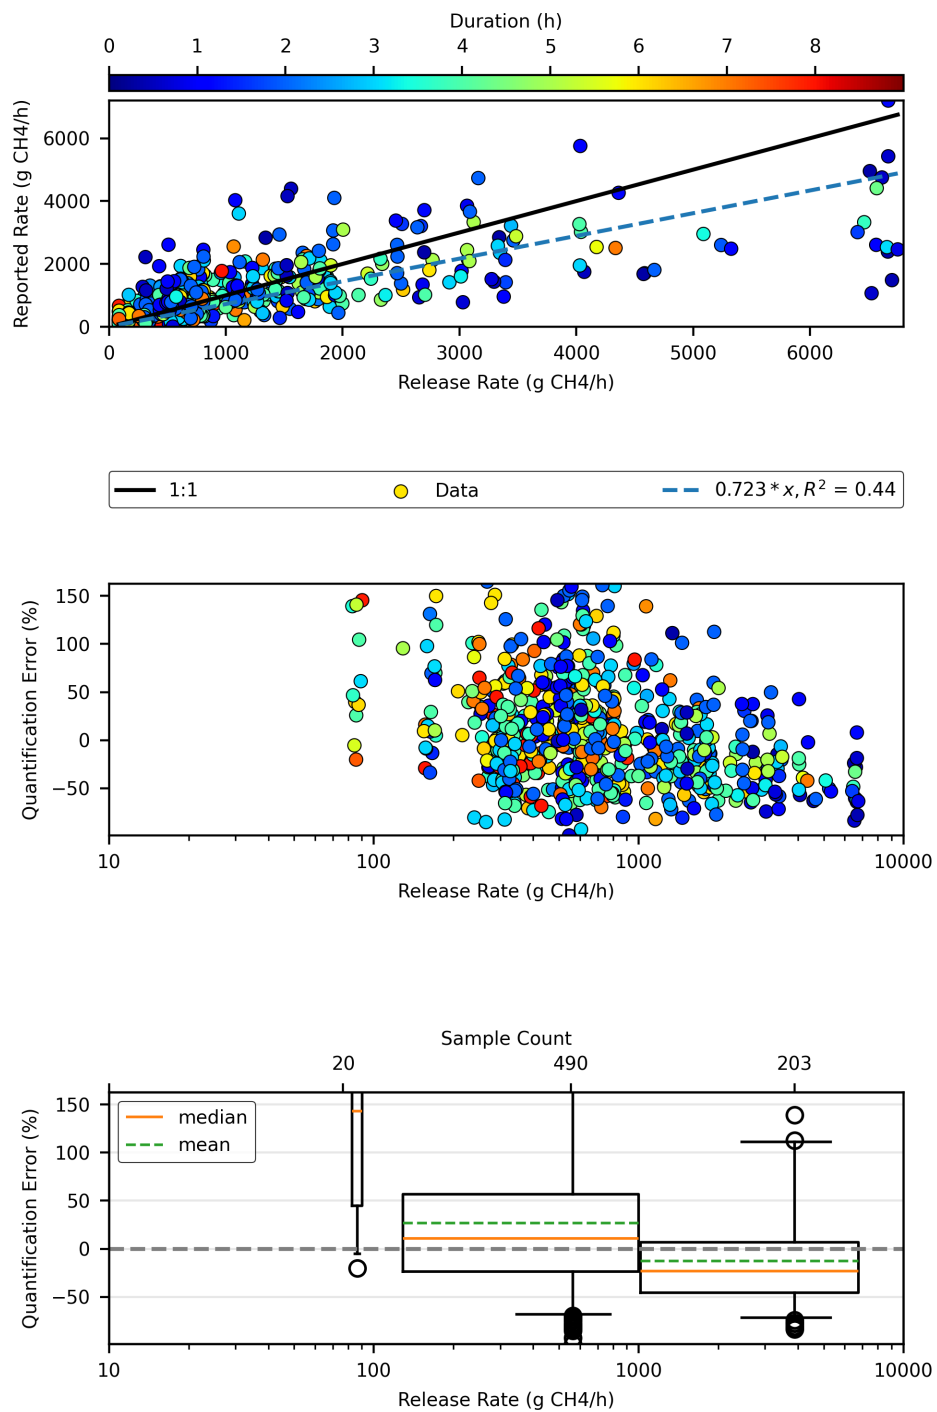 Duration (h)
0 1 2 3 4 5 6 7 8
Reported Rate (g CH4/h)
6000
4000
2000
0
0 1000 2000 3000 4000 5000 6000
Release Rate (g CH4/h)
1:1 Data 0.723 * x, R² = 0.44
Quantification Error (%)
150
100
50
0
−50
10 100 1000 10000
Release Rate (g CH4/h)
Sample Count
20 490 203
Quantification Error (%)
150
100
50
0
−50
median
mean
10 100 1000 10000
Release Rate (g CH4/h)